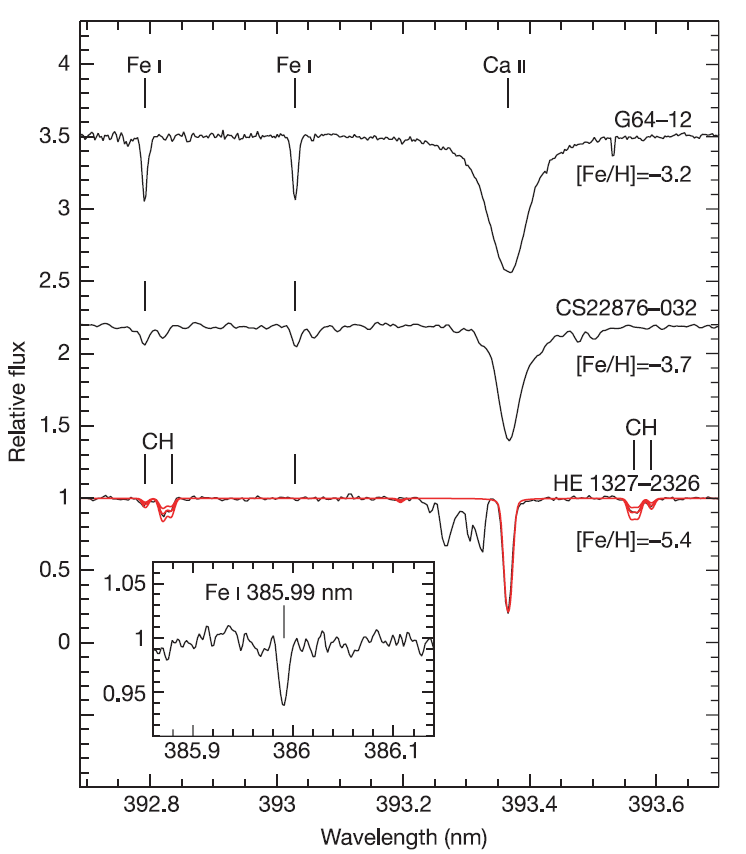 4
Fe I
Fe I
Ca II
G64–12
3.5
[Fe/H]=–3.2
3
2.5
CS22876–032
2
[Fe/H]=–3.7
1.5
CH
CH
HE 1327–2326
1
[Fe/H]=–5.4
0.5
0
1.05
Fe I 385.99 nm
1
0.95
385.9
386
386.1
392.8
393
393.2
393.4
393.6
Wavelength (nm)
Relative flux